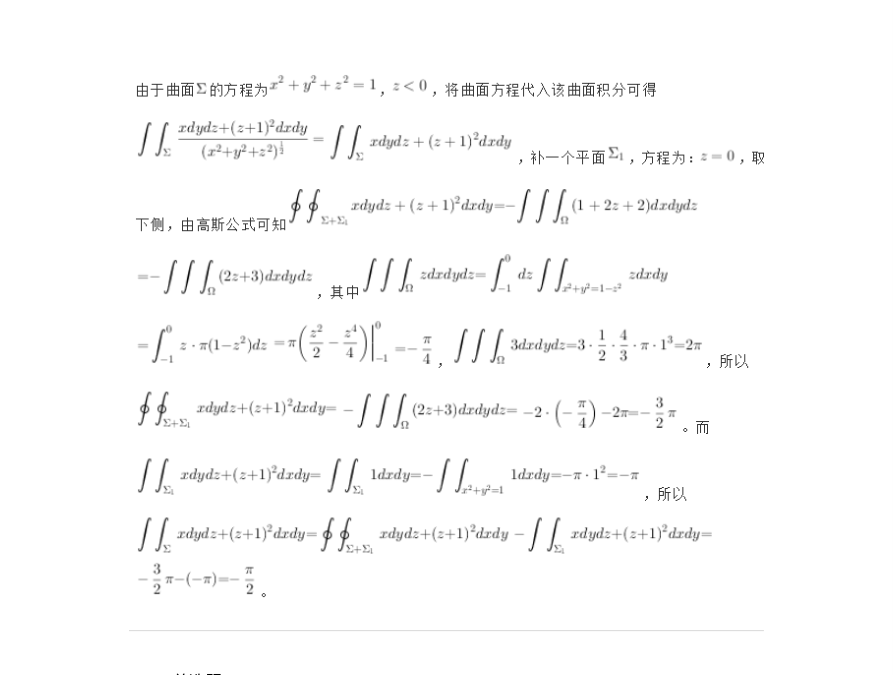 由于曲面Σ的方程为x²+y²+z²=1，z<0，将曲面方程代入该曲面积分可得
∫∫_Σ (xdydz+(z+1)²dxdy)/((x²+y²+z²)^(1/2)) = ∫∫_Σ xdydz+(z+1)²dxdy，补一个平面Σ₁，方程为：z=0，取
下侧，由高斯公式可知∮∮_(Σ+Σ₁) xdydz+(z+1)²dxdy=−∫∫∫_Ω (1+2z+2)dxdydz
=−∫∫∫_Ω (2z+3)dxdydz，其中∫∫∫_Ω zdxdydz=∫_(−1)^0 dz∫∫_(x²+y²=1−z²) zdxdy
=∫_(−1)^0 z·π(1−z²)dz=π(z²/2−z⁴/4)|_(−1)^0=−π/4，∫∫∫_Ω 3dxdydz=3·1/2·4/3·π·1³=2π，所以
∮∮_(Σ+Σ₁) xdydz+(z+1)²dxdy=−∫∫∫_Ω (2z+3)dxdydz=−2·(−π/4)−2π=−3/2π。而
∫∫_(Σ₁) xdydz+(z+1)²dxdy=∫∫_(Σ₁) 1dxdy=−∫∫_(x²+y²=1) 1dxdy=−π·1²=−π，所以
∫∫_Σ xdydz+(z+1)²dxdy=∮∮_(Σ+Σ₁) xdydz+(z+1)²dxdy−∫∫_(Σ₁) xdydz+(z+1)²dxdy=
−3/2π−(−π)=−π/2。